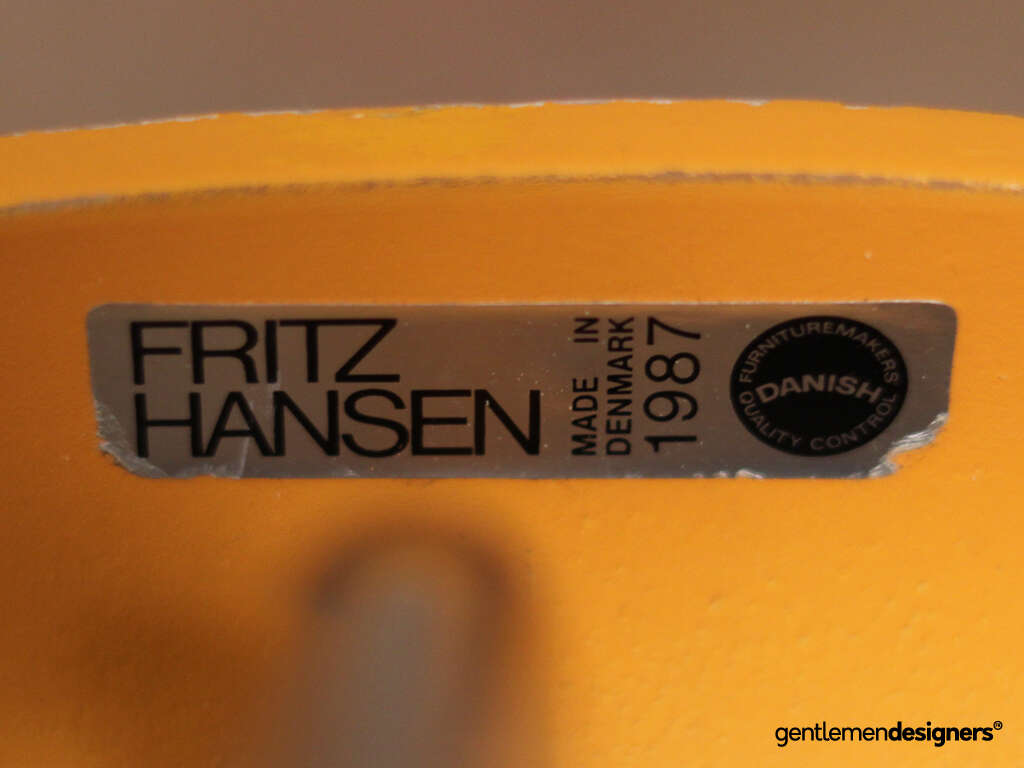 FRITZ
HANSEN
MADE IN
DENMARK
1987
FURNITUREMAKERS
DANISH
QUALITY CONTROL
gentlemendesigners®